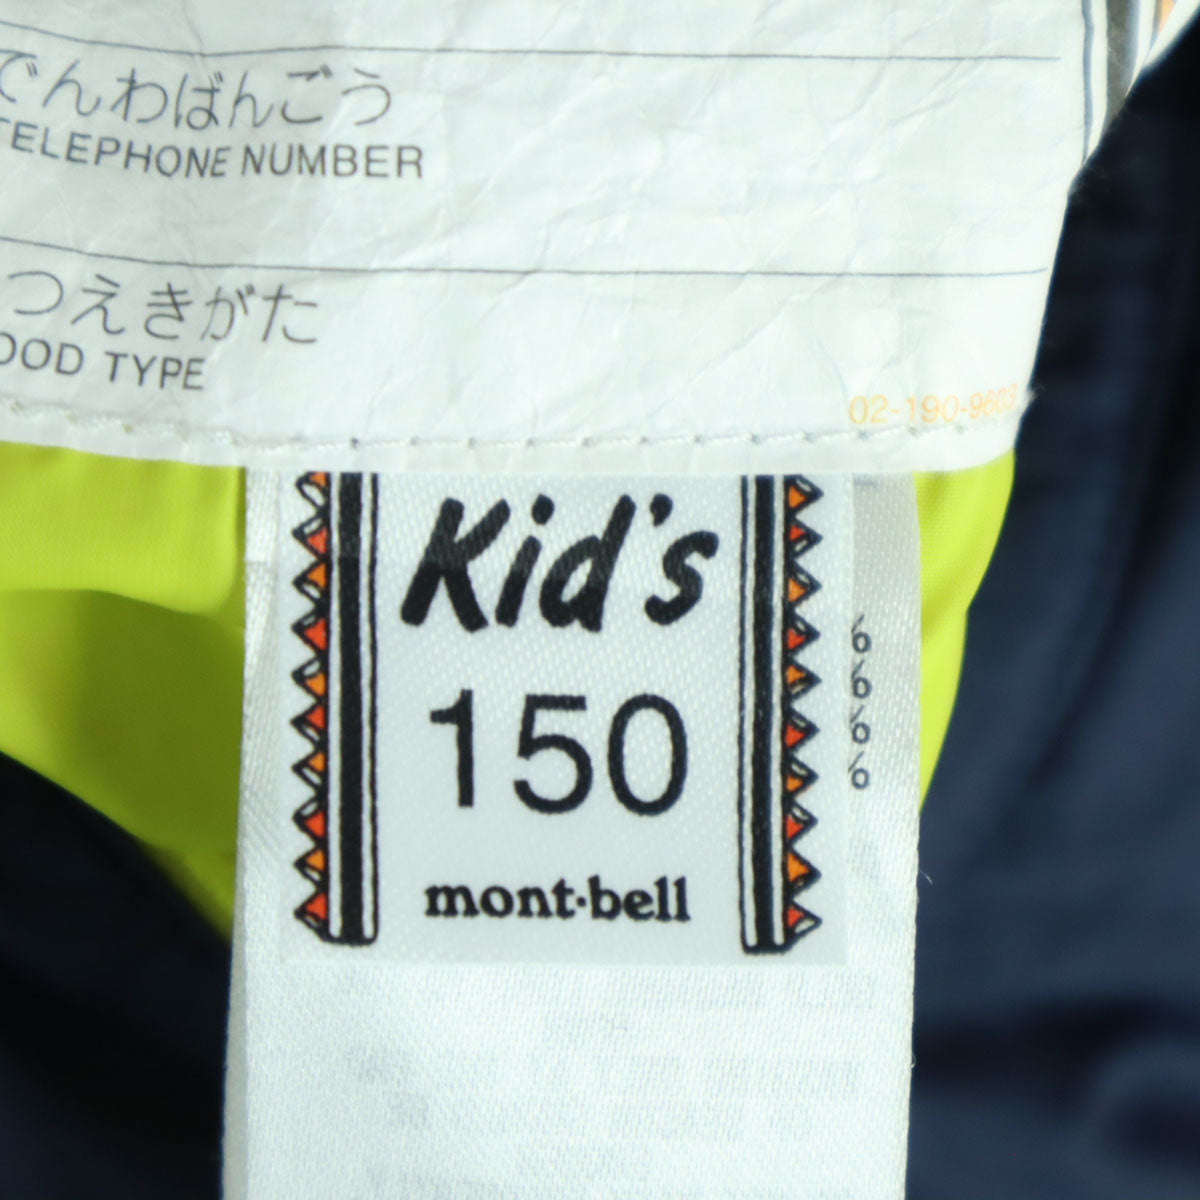 でんわばんごう
TELEPHONE NUMBER
つえきがた
OOD TYPE
02-190-9603
Kid's
150
mont·bell